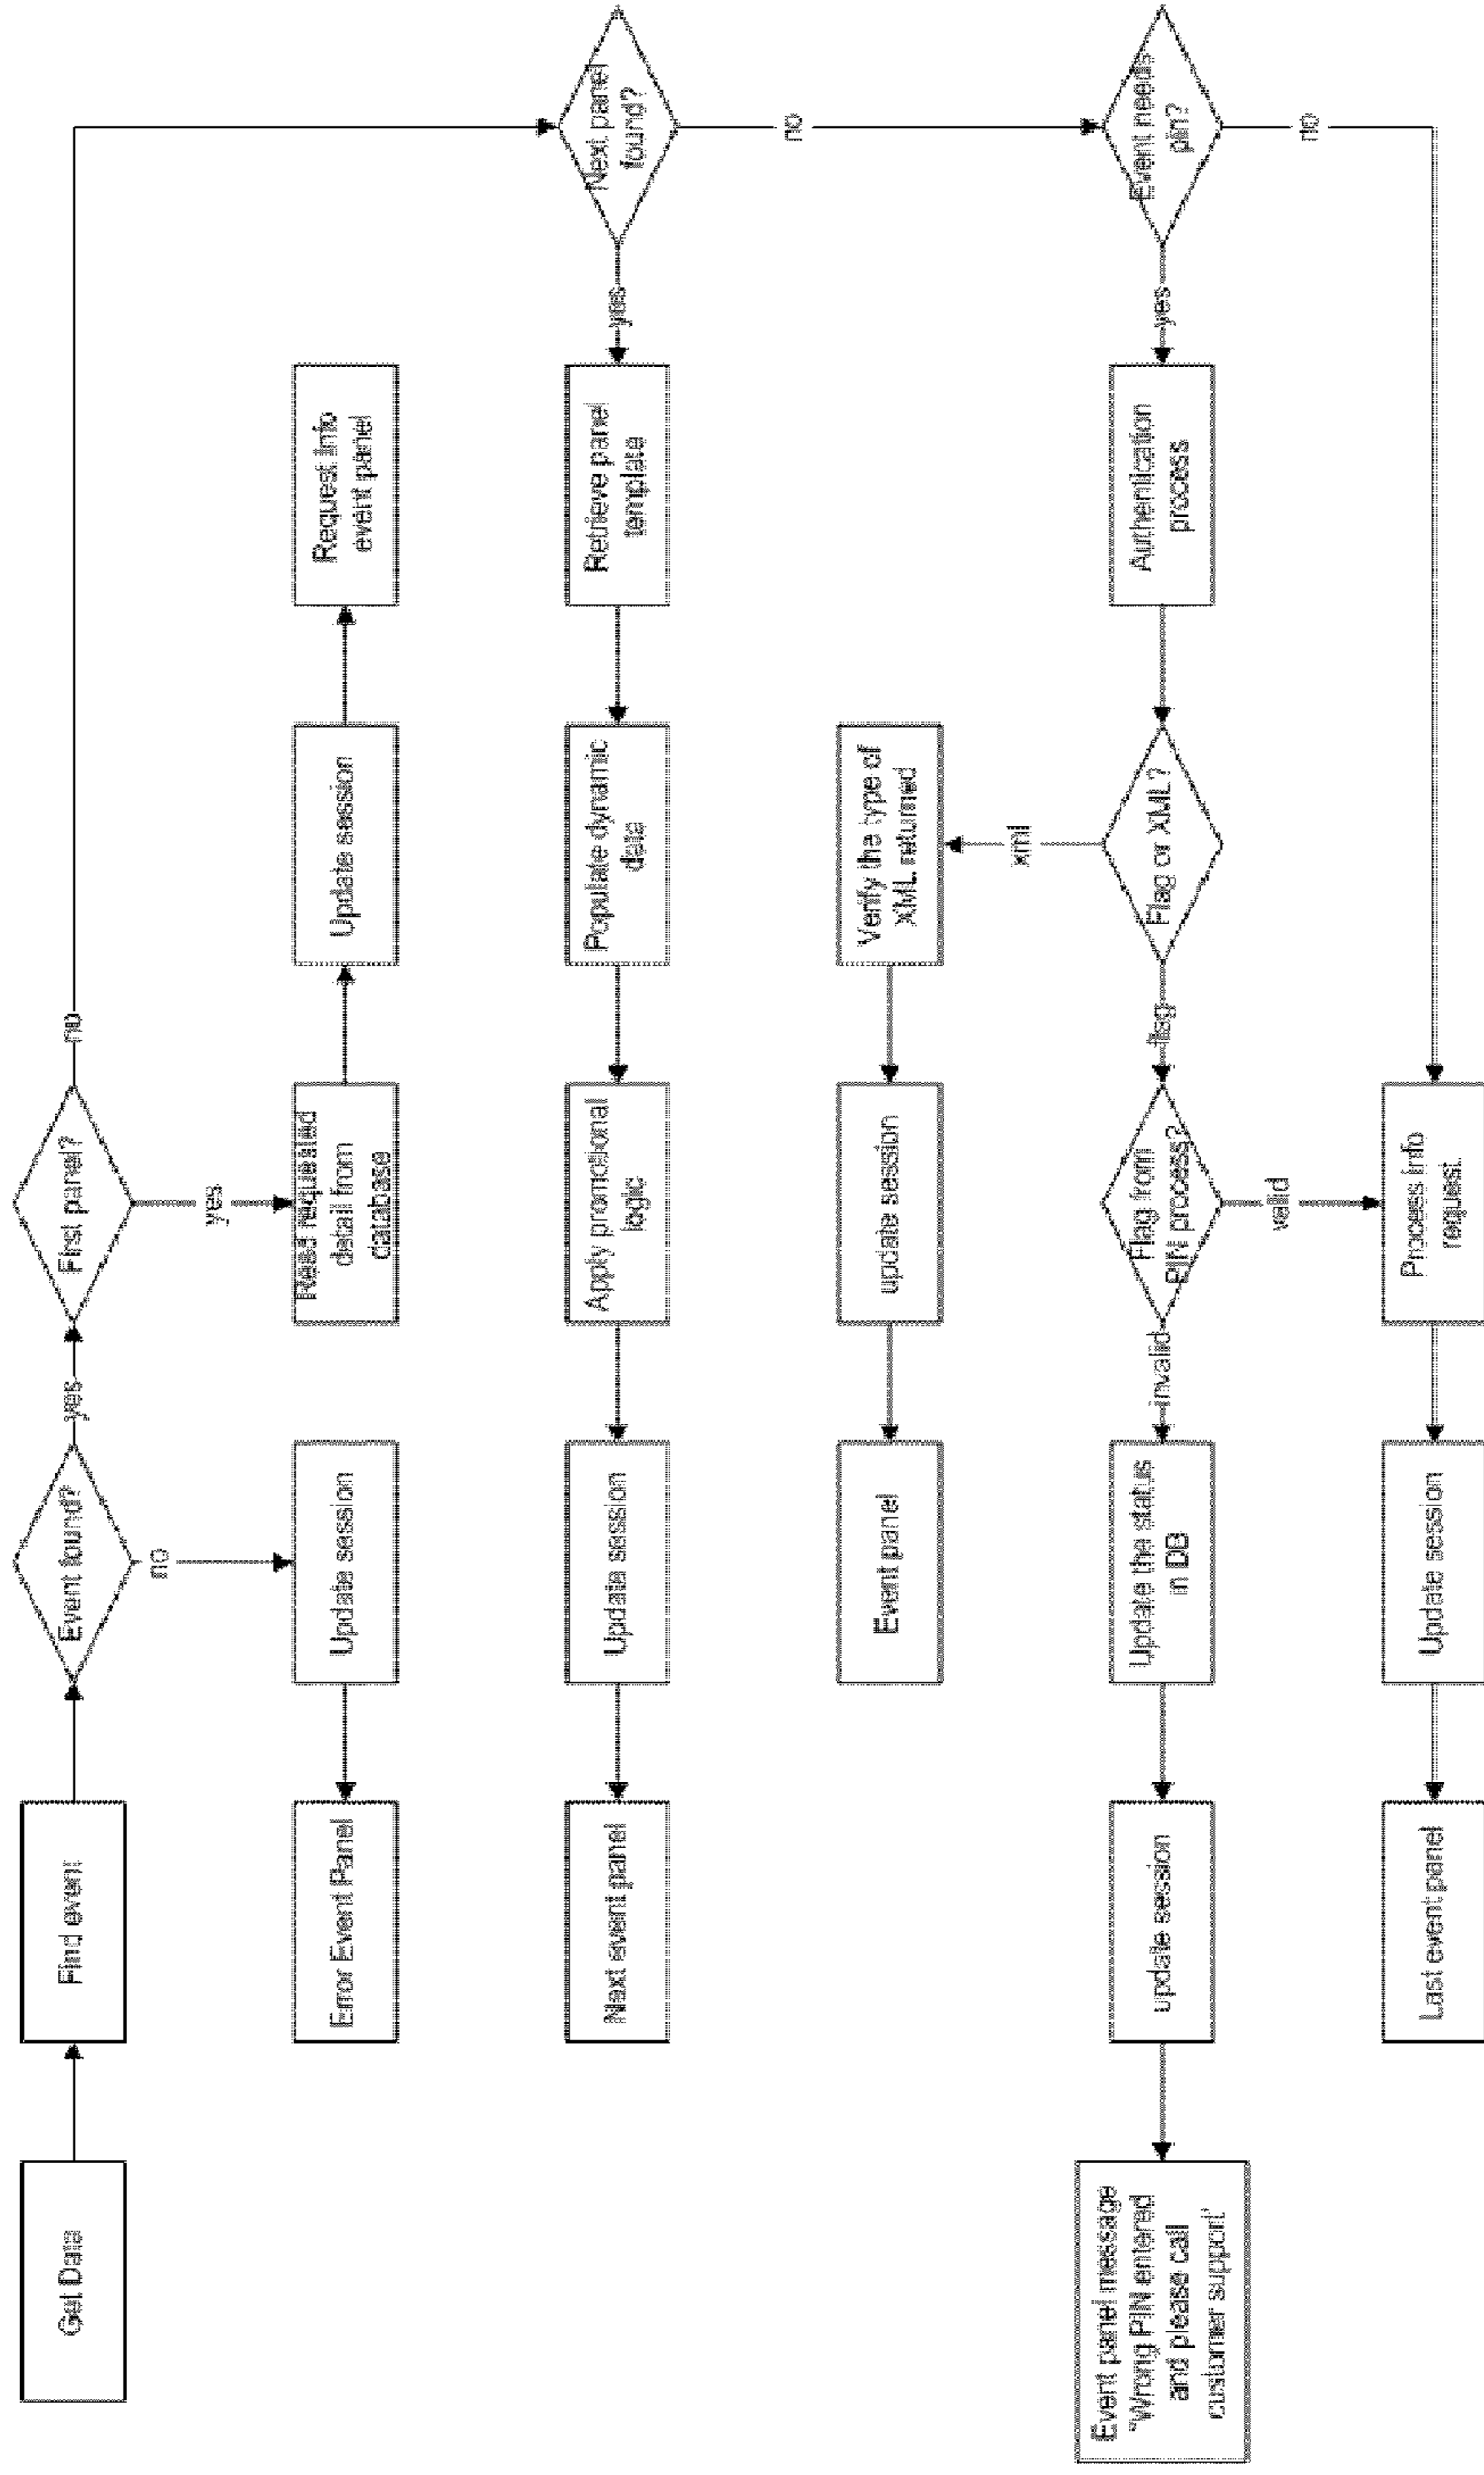 Get Data
Find event
Event found?
yes
First panel?
no
no
yes
Error Event Panel
Update session
Read requested
detail from
database
Update session
Request Info
event panel
Next panel
found?
yes
Retrieve panel
template
Populate dynamic
data
Apply promotional
logic
Update session
Next event panel
no
Event panel
update session
Verify the type of
XML returned
xml
Event needs
pin?
yes
Authentication
process
Flag or XML?
flag
Flag from
PIN process?
invalid
Update the status
in DB
update session
Event panel message
"Wrong PIN entered
and please call
customer support'
valid
no
Process info
request
Update session
Last event panel